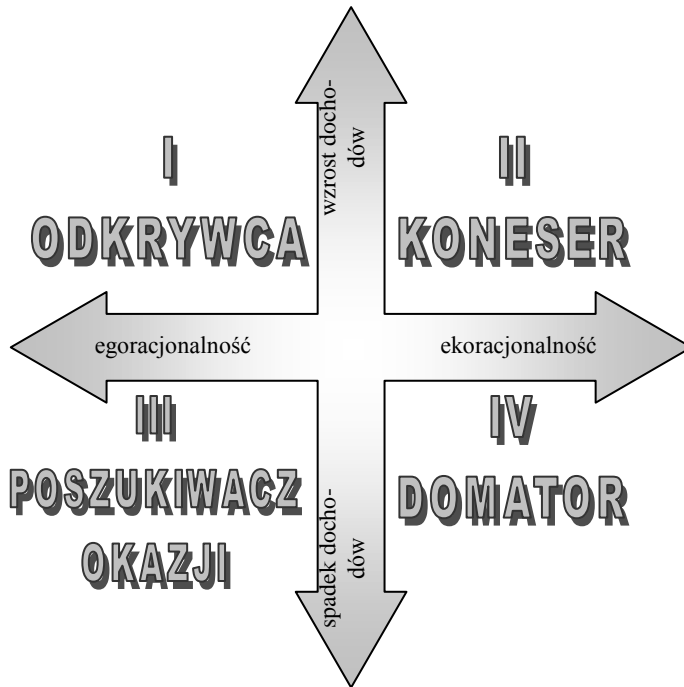 wzrost docho-
dów
I
ODKRYWCA
II
KONESER
egoracjonalność
ekoracjonalność
III
POSZUKIWACZ
OKAZJI
IV
DOMATOR
spadek docho-
dów